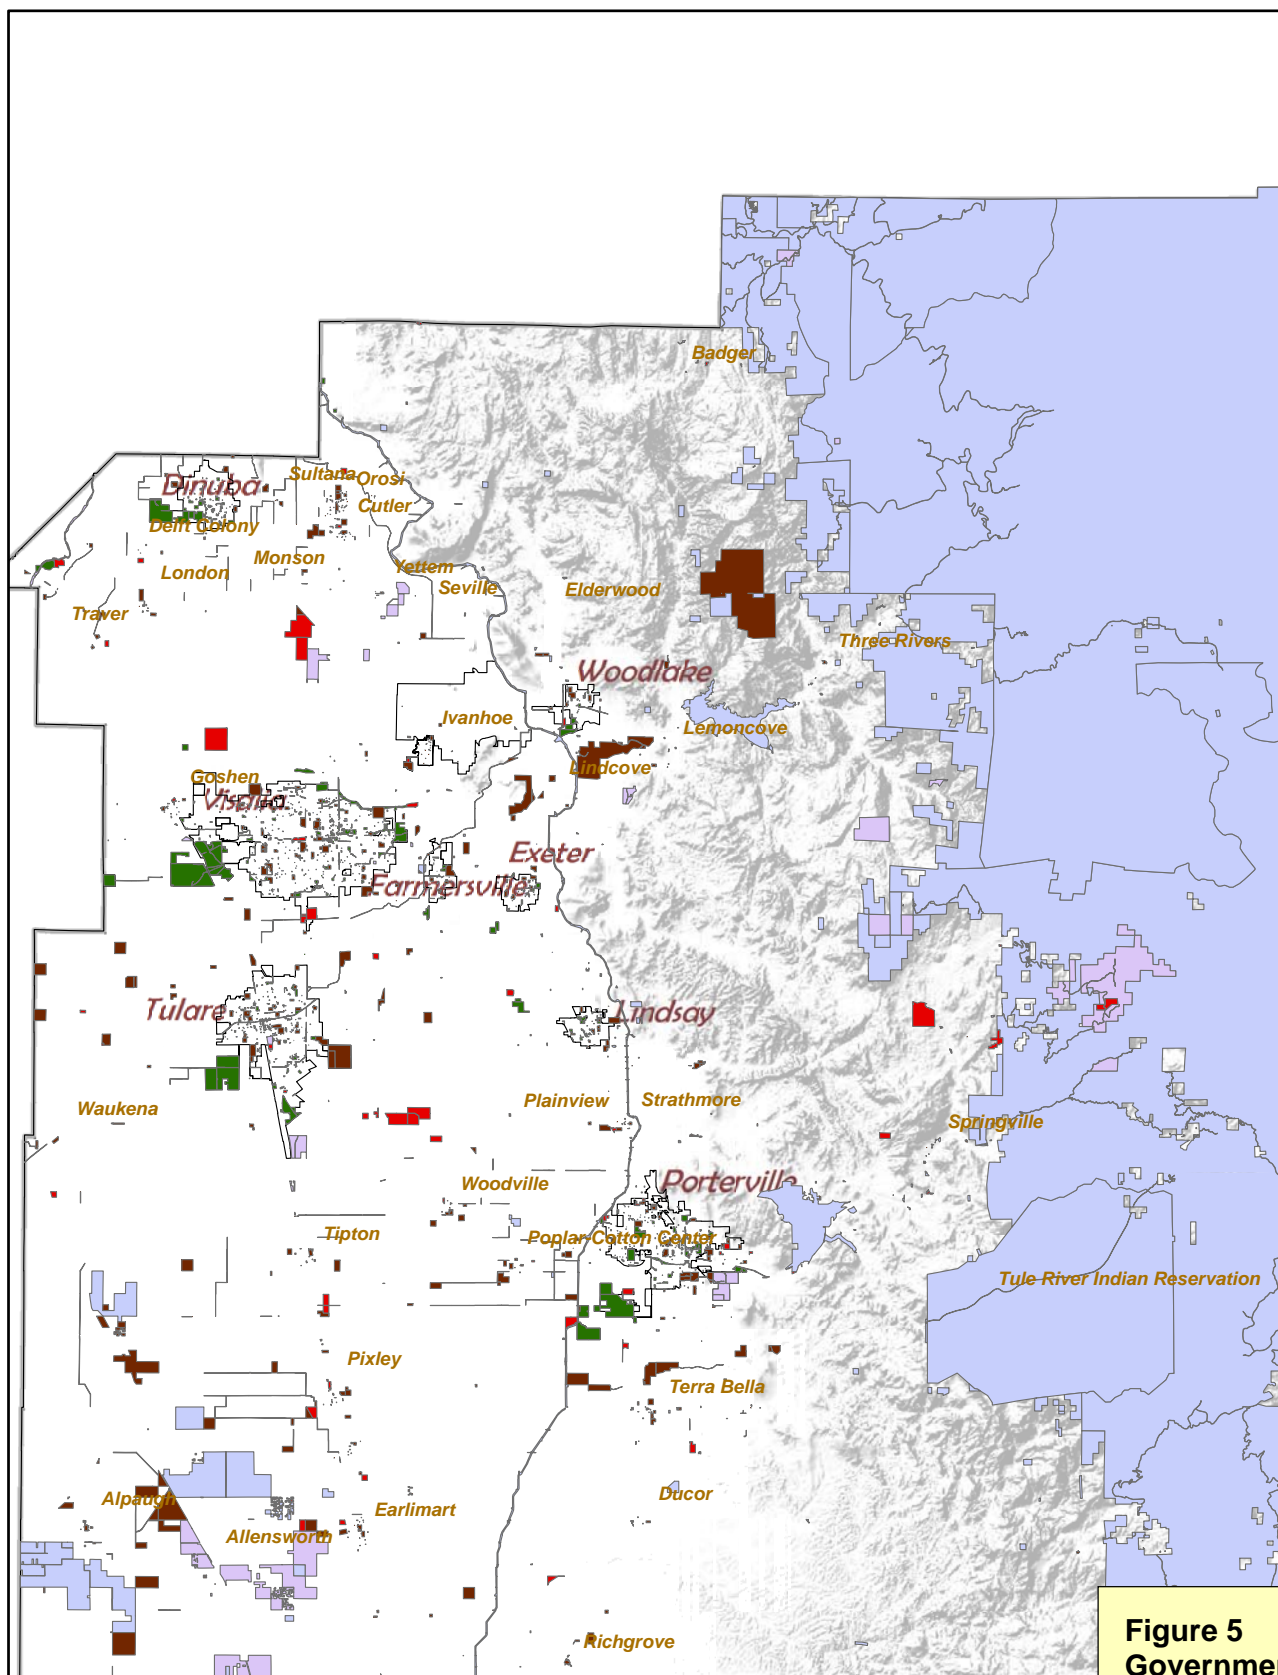 Badger
Sultana
Orosi
Dinuba
Cutler
Delft Colony
Monson
Yettem
London
Seville
Elderwood
Traver
Three Rivers
Woodlake
Ivanhoe
Lemoncove
Lindcove
Goshen
Visalia
Exeter
Farmersville
Tulare
Lindsay
Waukena
Plainview
Strathmore
Springville
Woodville
Porterville
Tipton
Poplar-Cotton Center
Tule River Indian Reservation
Pixley
Terra Bella
Alpaugh
Ducor
Earlimart
Allensworth
Richgrove
Figure 5
Governmen